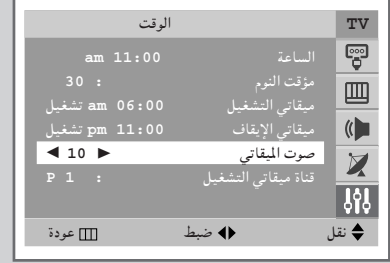 TV الوقت
الساعة 11:00 am
مؤقت النوم : 30
ميقاتي التشغيل 06:00 am تشغيل
ميقاتي الإيقاف 11:00 pm تشغيل
صوت الميقاتي ◀ 10 ▶
قناة ميقاتي التشغيل : P 1
نقل ضبط عودة